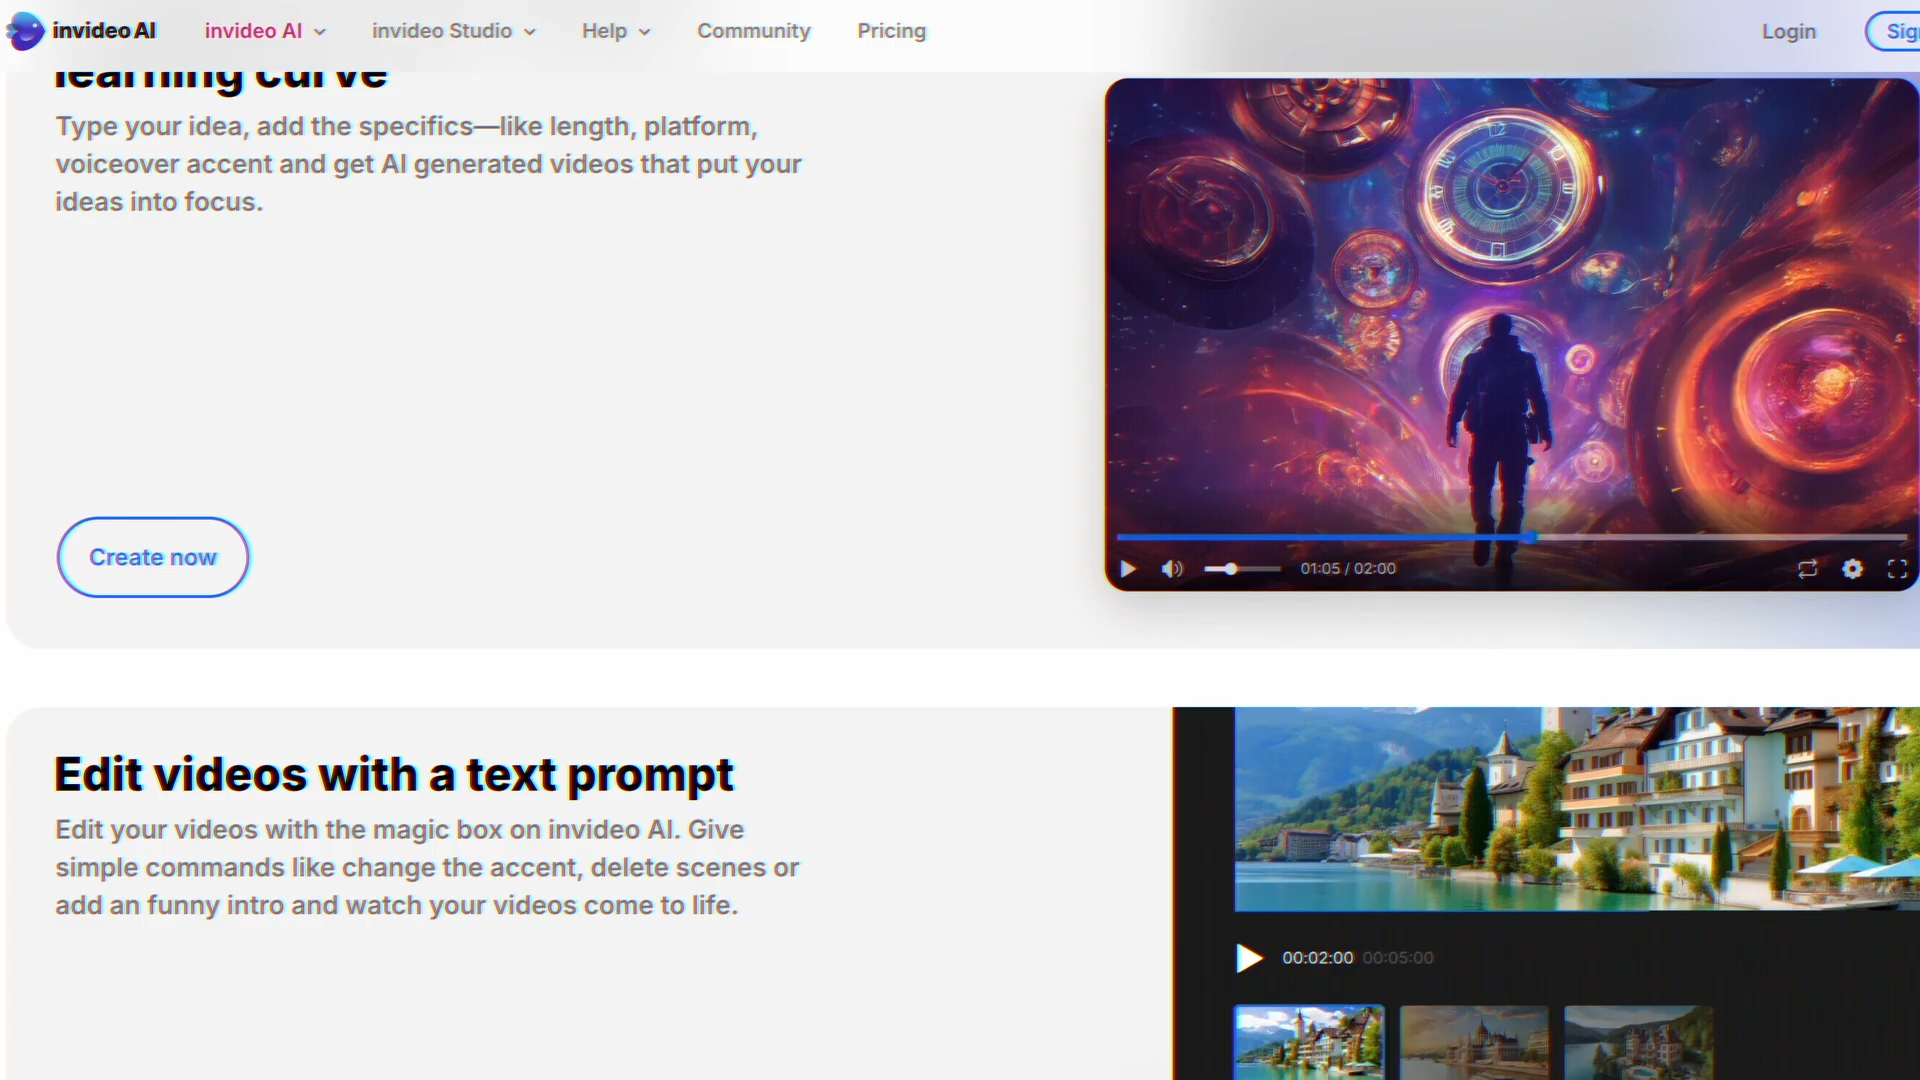 invideo AI
invideo AI
invideo Studio
Help
Community
Pricing
Login
learning curve
Type your idea, add the specifics—like length, platform,
voiceover accent and get AI generated videos that put your
ideas into focus.
Create now
12
01:05 / 02:00
Edit videos with a text prompt
Edit your videos with the magic box on invideo AI. Give
simple commands like change the accent, delete scenes or
add an funny intro and watch your videos come to life.
00:02:00 00:05:00